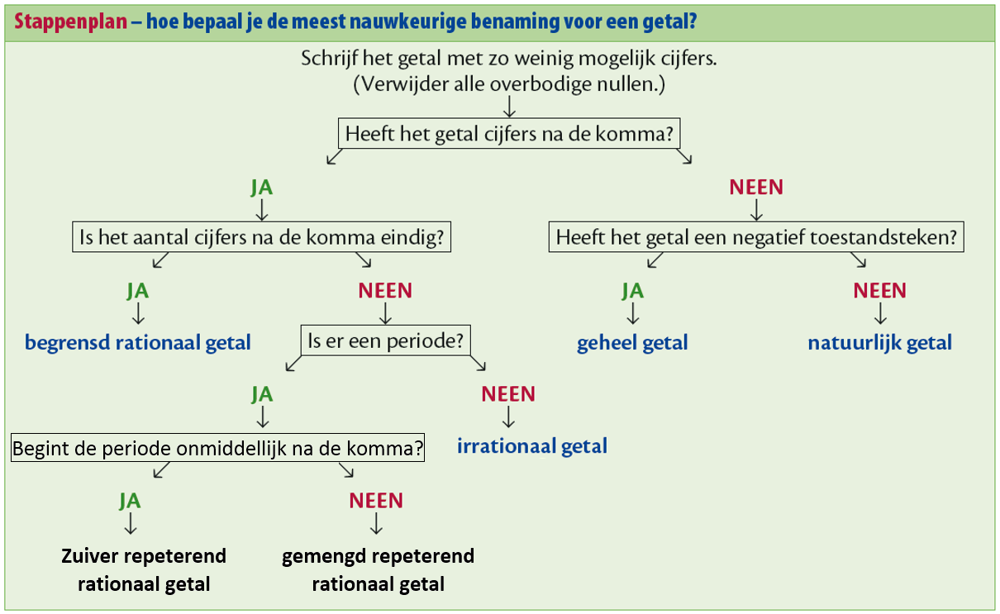 Stappenplan – hoe bepaal je de meest nauwkeurige benaming voor een getal?
Schrijf het getal met zo weinig mogelijk cijfers.
(Verwijder alle overbodige nullen.)
Heeft het getal cijfers na de komma?
JA
NEEN
Is het aantal cijfers na de komma eindig?
Heeft het getal een negatief toestandsteken?
JA
NEEN
JA
NEEN
begrensd rationaal getal
Is er een periode?
geheel getal
natuurlijk getal
JA
NEEN
Begint de periode onmiddellijk na de komma?
irrationaal getal
JA
NEEN
Zuiver repeterend
rationaal getal
gemengd repeterend
rationaal getal